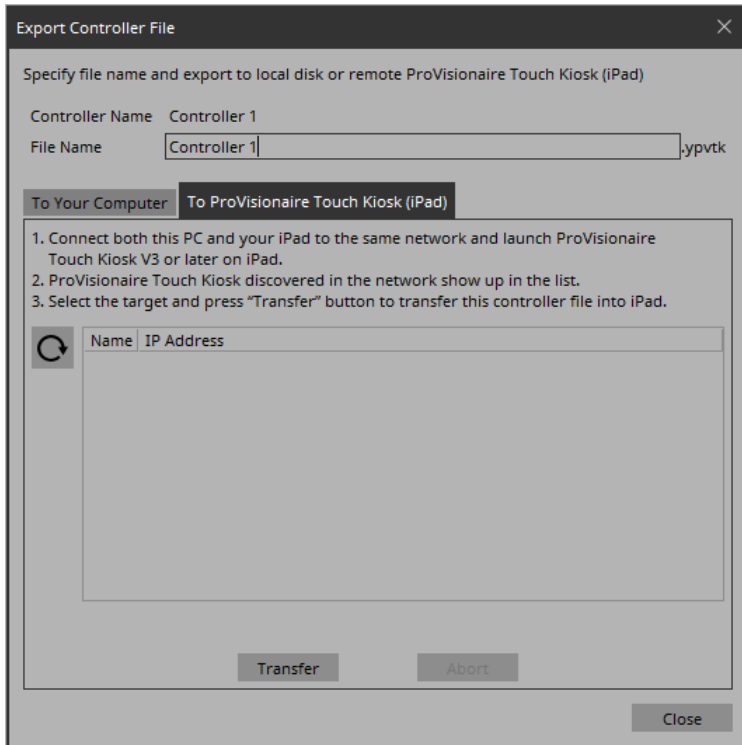 Export Controller File
Specify file name and export to local disk or remote ProVisionaire Touch Kiosk (iPad)
Controller Name Controller 1
File Name Controller 1 .ypvtk
To Your Computer To ProVisionaire Touch Kiosk (iPad)
1. Connect both this PC and your iPad to the same network and launch ProVisionaire
Touch Kiosk V3 or later on iPad.
2. ProVisionaire Touch Kiosk discovered in the network show up in the list.
3. Select the target and press “Transfer” button to transfer this controller file into iPad.
Name IP Address
Transfer Abort
Close